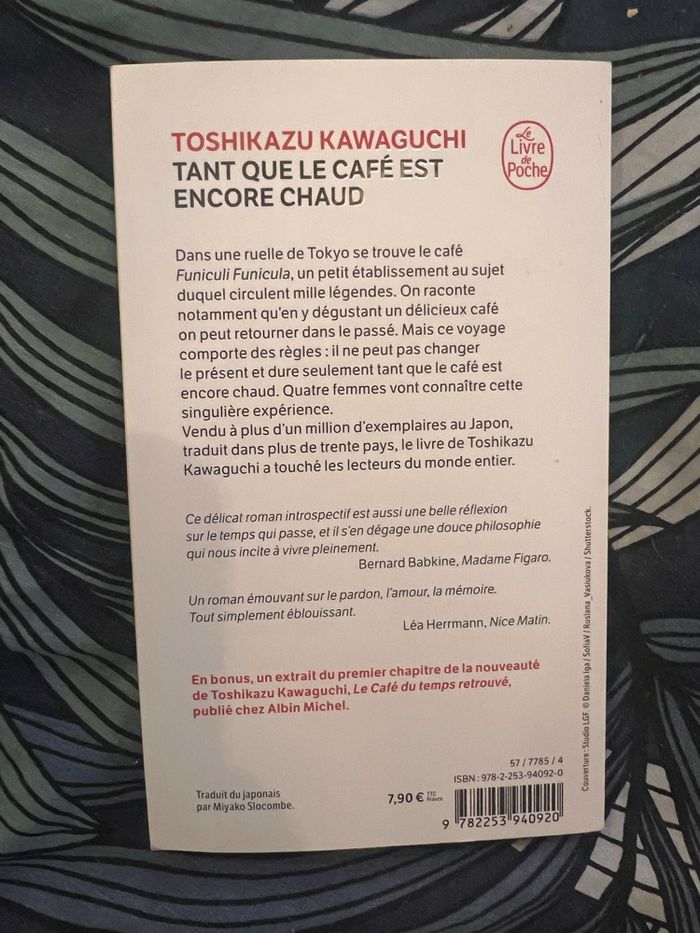 TOSHIKAZU KAWAGUCHI
TANT QUE LE CAFÉ EST
ENCORE CHAUD
Le
Livre
de
Poche
Dans une ruelle de Tokyo se trouve le café
Funiculi Funicula, un petit établissement au sujet
duquel circulent mille légendes. On raconte
notamment qu'en y dégustant un délicieux café
on peut retourner dans le passé. Mais ce voyage
comporte des règles : il ne peut pas changer
le présent et dure seulement tant que le café est
encore chaud. Quatre femmes vont connaître cette
singulière expérience.
Vendu à plus d'un million d'exemplaires au Japon,
traduit dans plus de trente pays, le livre de Toshikazu
Kawaguchi a touché les lecteurs du monde entier.
Ce délicat roman introspectif est aussi une belle réflexion
sur le temps qui passe, et il s'en dégage une douce philosophie
qui nous incite à vivre pleinement.
Bernard Babkine, Madame Figaro.
Un roman émouvant sur le pardon, l'amour, la mémoire.
Tout simplement éblouissant.
Léa Herrmann, Nice Matin.
En bonus, un extrait du premier chapitre de la nouveauté
de Toshikazu Kawaguchi, Le Café du temps retrouvé,
publié chez Albin Michel.
Traduit du japonais
par Miyako Slocombe.
7,90 € TTC
France
57 / 7785 / 4
ISBN : 978-2-253-94092-0
9 782253 940920
Couverture : Studio LGF. © Daniela Iga / SofiaV / Ruslana_Vasiukova / Shutterstock.